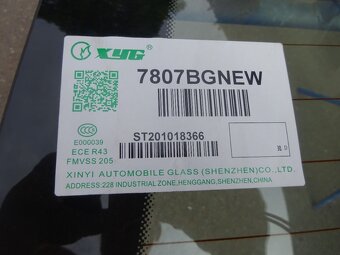 XYG®
7807BGNEW
E000039
ECE R43
FMVSS 205
ST201018366
XINYI AUTOMOBILE GLASS (SHENZHEN)CO.,LTD.
ADDRESS:228 INDUSTRIAL ZONE,HENGGANG,SHENZHEN,CHINA